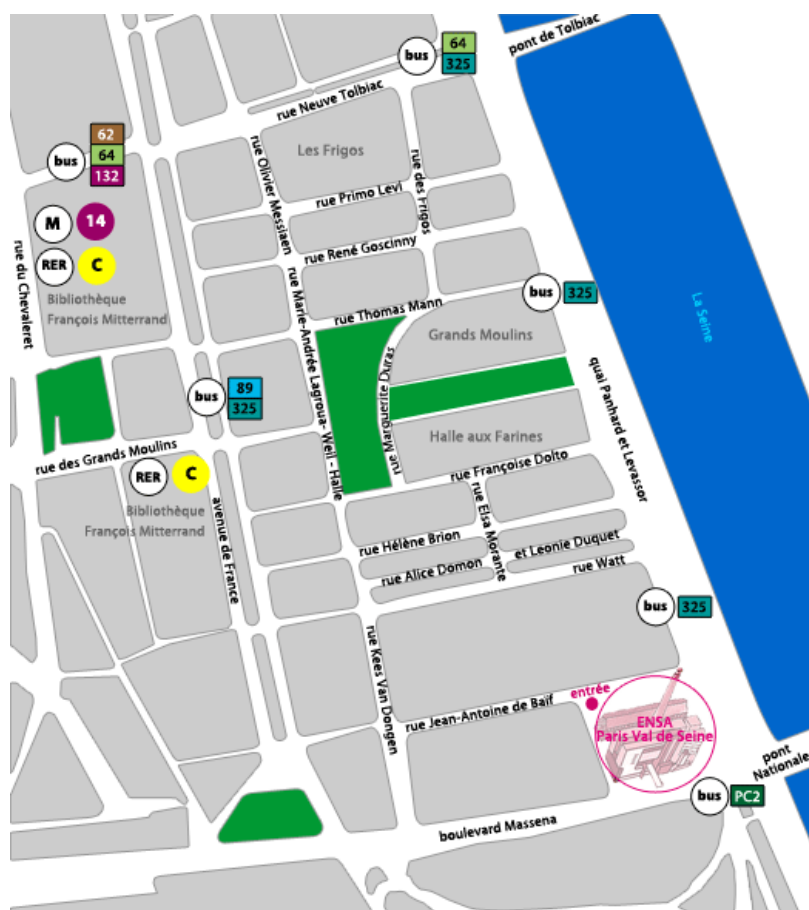 pont de Tolbiac
64
bus
325
rue Neuve Tolbiac
62
bus
64
132
rue Olivier Messiaen
Les Frigos
rue des Frigos
rue Primo Levi
M
14
RER
C
rue du Chevaleret
Bibliothèque
François Mitterrand
rue René Goscinny
rue Marie-Andrée Lagroua- Weil - Halle
rue Thomas Mann
bus
325
La Seine
Grands Moulins
rue Marguerite Duras
quai Panhard et Levassor
bus
89
325
Halle aux Farines
rue des Grands Moulins
RER
C
Bibliothèque
François Mitterrand
avenue de France
rue Françoise Dolto
rue Elsa Morante
rue Hélène Brion
et Leonie Duquet
rue Alice Domon
rue Watt
bus
325
rue Kees Van Dongen
entrée
rue Jean-Antoine de Baïf
ENSA
Paris Val de Seine
pont
Nationale
bus
PC2
boulevard Massena